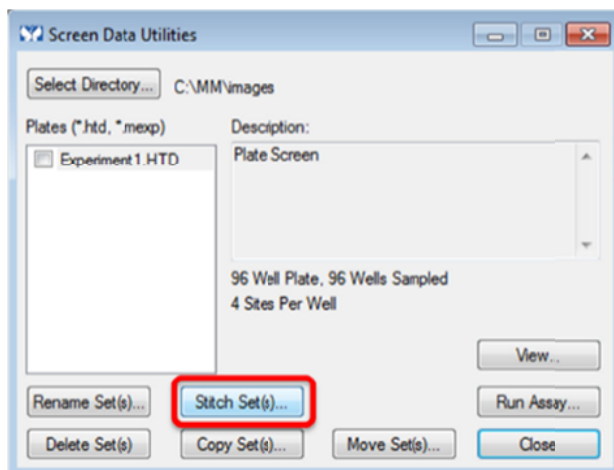 Screen Data Utilities
Select Directory... C:\MM\images
Plates (*.htd, *.mexp)
Description:
Experiment1.HTD
Plate Screen
96 Well Plate, 96 Wells Sampled
4 Sites Per Well
View..
Rename Set(s)... Stitch Set(s)... Run Assay...
Delete Set(s) Copy Set(s)... Move Set(s)... Close